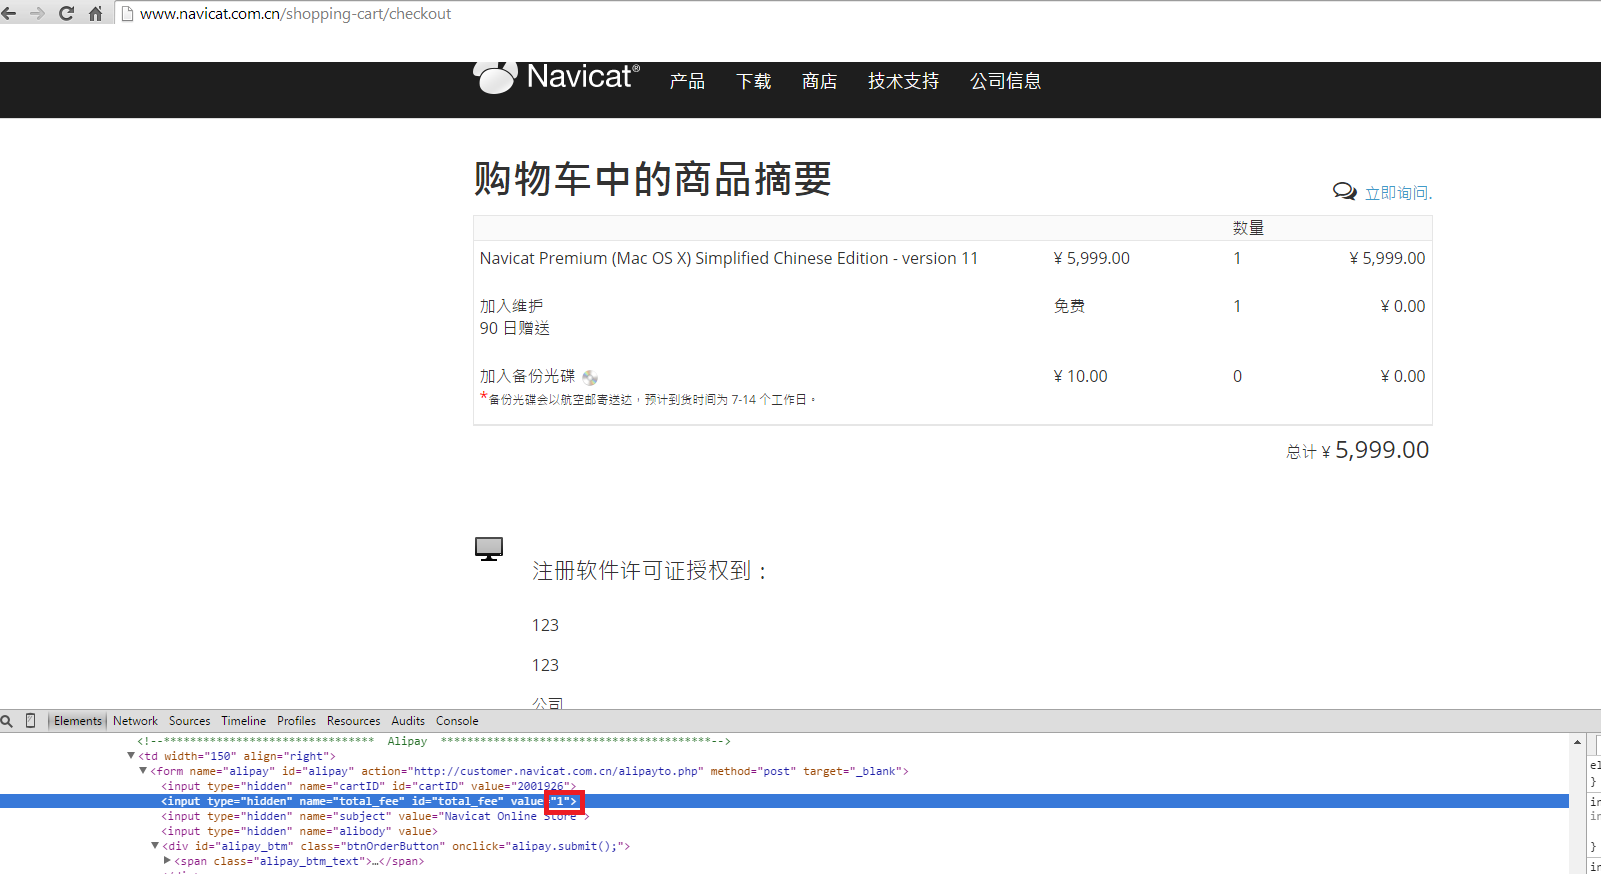 www.navicat.com.cn/shopping-cart/checkout
Navicat® 产品 下载 商店 技术支持 公司信息
购物车中的商品摘要
立即询问.
数量
Navicat Premium (Mac OS X) Simplified Chinese Edition - version 11 ¥ 5,999.00 1 ¥ 5,999.00
加入维护 免费 1 ¥ 0.00
90 日赠送
加入备份光碟 ¥ 10.00 0 ¥ 0.00
*备份光碟会以航空邮寄送达，预计到货时间为 7-14 个工作日。
总计 ¥ 5,999.00
注册软件许可证授权到：
123
123
公司
Elements Network Sources Timeline Profiles Resources Audits Console
<!--******************************** Alipay *****************************************-->
<td width="150" align="right">
<form name="alipay" id="alipay" action="http://customer.navicat.com.cn/alipayto.php" method="post" target="_blank">
<input type="hidden" name="cartID" id="cartID" value="2001926">
<input type="hidden" name="total_fee" id="total_fee" value="1">
<input type="hidden" name="subject" value="Navicat Online Store">
<input type="hidden" name="alibody" value>
<div id="alipay_btm" class="btnOrderButton" onclick="alipay.submit();">
<span class="alipay_btm_text">…</span>
el
}
in
in
}
in